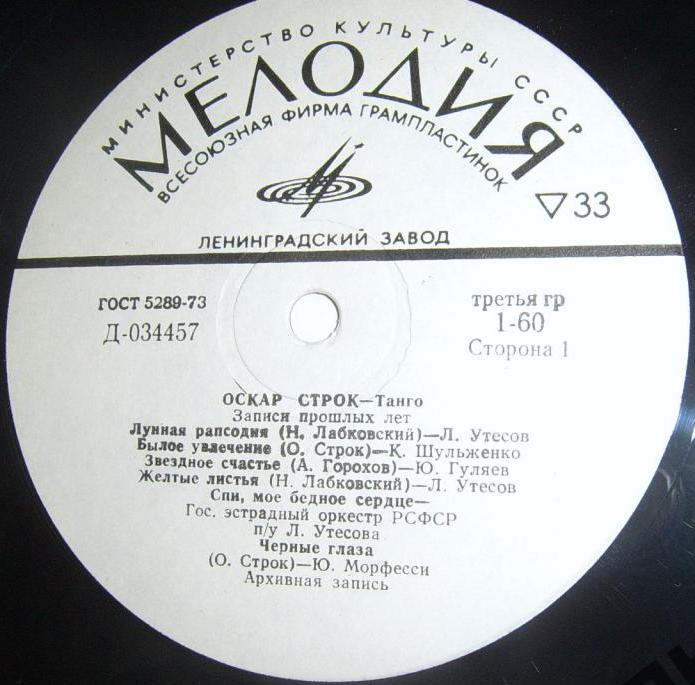 МИНИСТЕРСТВО КУЛЬТУРЫ СССР
МЕЛОДИЯ
ВСЕСОЮЗНАЯ ФИРМА ГРАМПЛАСТИНОК
▽33
ЛЕНИНГРАДСКИЙ ЗАВОД
ГОСТ 5289-73
Д-034457
третья гр
1-60
Сторона 1
ОСКАР СТРОК—Танго
Записи прошлых лет
Лунная рапсодия (Н. Лабковский)—Л. Утесов
Былое увлечение (О. Строк)—К. Шульженко
Звездное счастье (А. Горохов)—Ю. Гуляев
Желтые листья (Н. Лабковский)—Л. Утесов
Спи, мое бедное сердце—
Гос. эстрадный оркестр РСФСР
п/у Л. Утесова
Черные глаза
(О. Строк)—Ю. Морфесси
Архивная запись